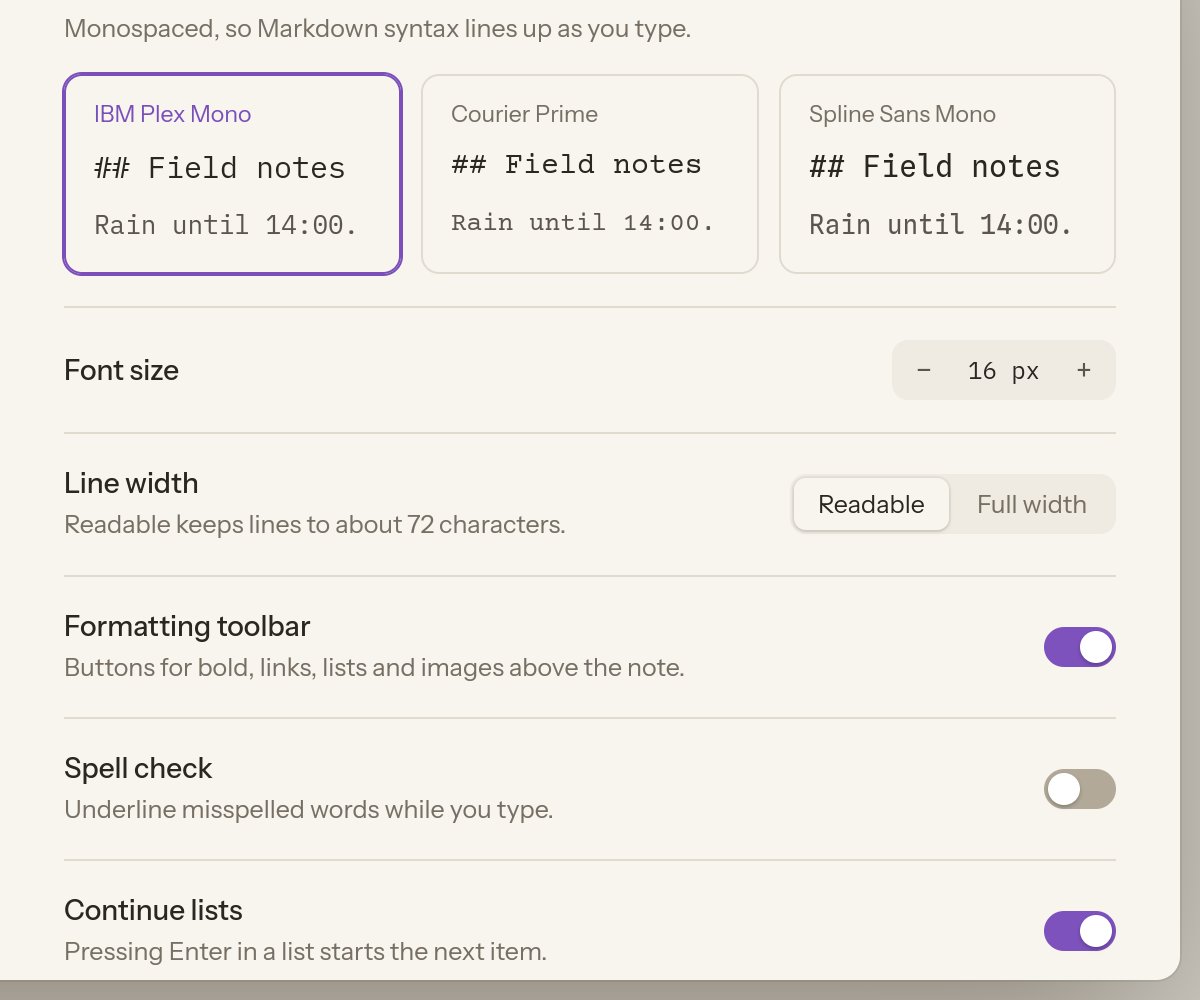 Monospaced, so Markdown syntax lines up as you type.
IBM Plex Mono
## Field notes
Rain until 14:00.
Courier Prime
## Field notes
Rain until 14:00.
Spline Sans Mono
## Field notes
Rain until 14:00.
Font size
− 16 px +
Line width
Readable keeps lines to about 72 characters.
Readable
Full width
Formatting toolbar
Buttons for bold, links, lists and images above the note.
Spell check
Underline misspelled words while you type.
Continue lists
Pressing Enter in a list starts the next item.